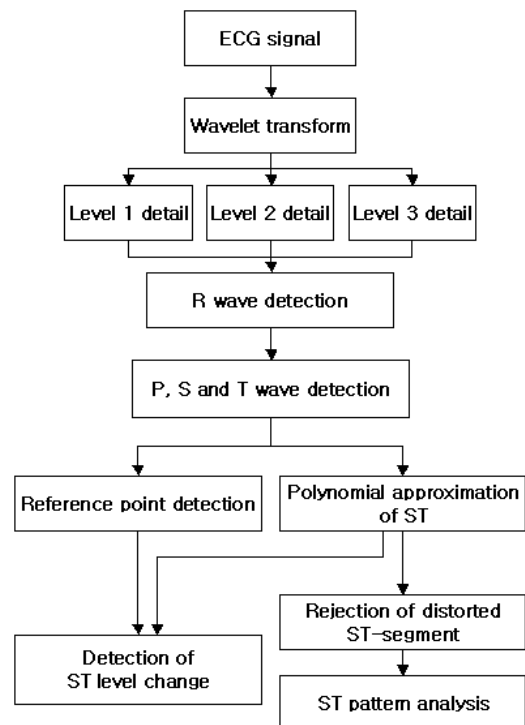 ECG signal
Wavelet transform
Level 1 detail
Level 2 detail
Level 3 detail
R wave detection
P, S and T wave detection
Reference point detection
Polynomial approximation
of ST
Rejection of distorted
ST-segment
Detection of
ST level change
ST pattern analysis